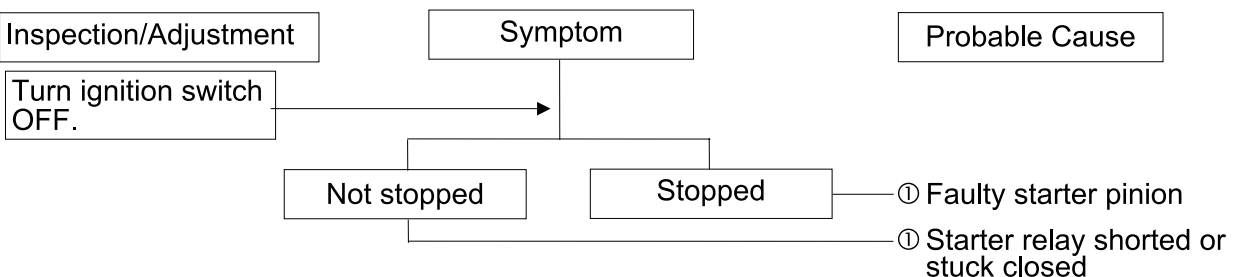 Inspection/Adjustment
Symptom
Probable Cause
Turn ignition switch
OFF.
Not stopped
Stopped
① Faulty starter pinion
① Starter relay shorted or
stuck closed